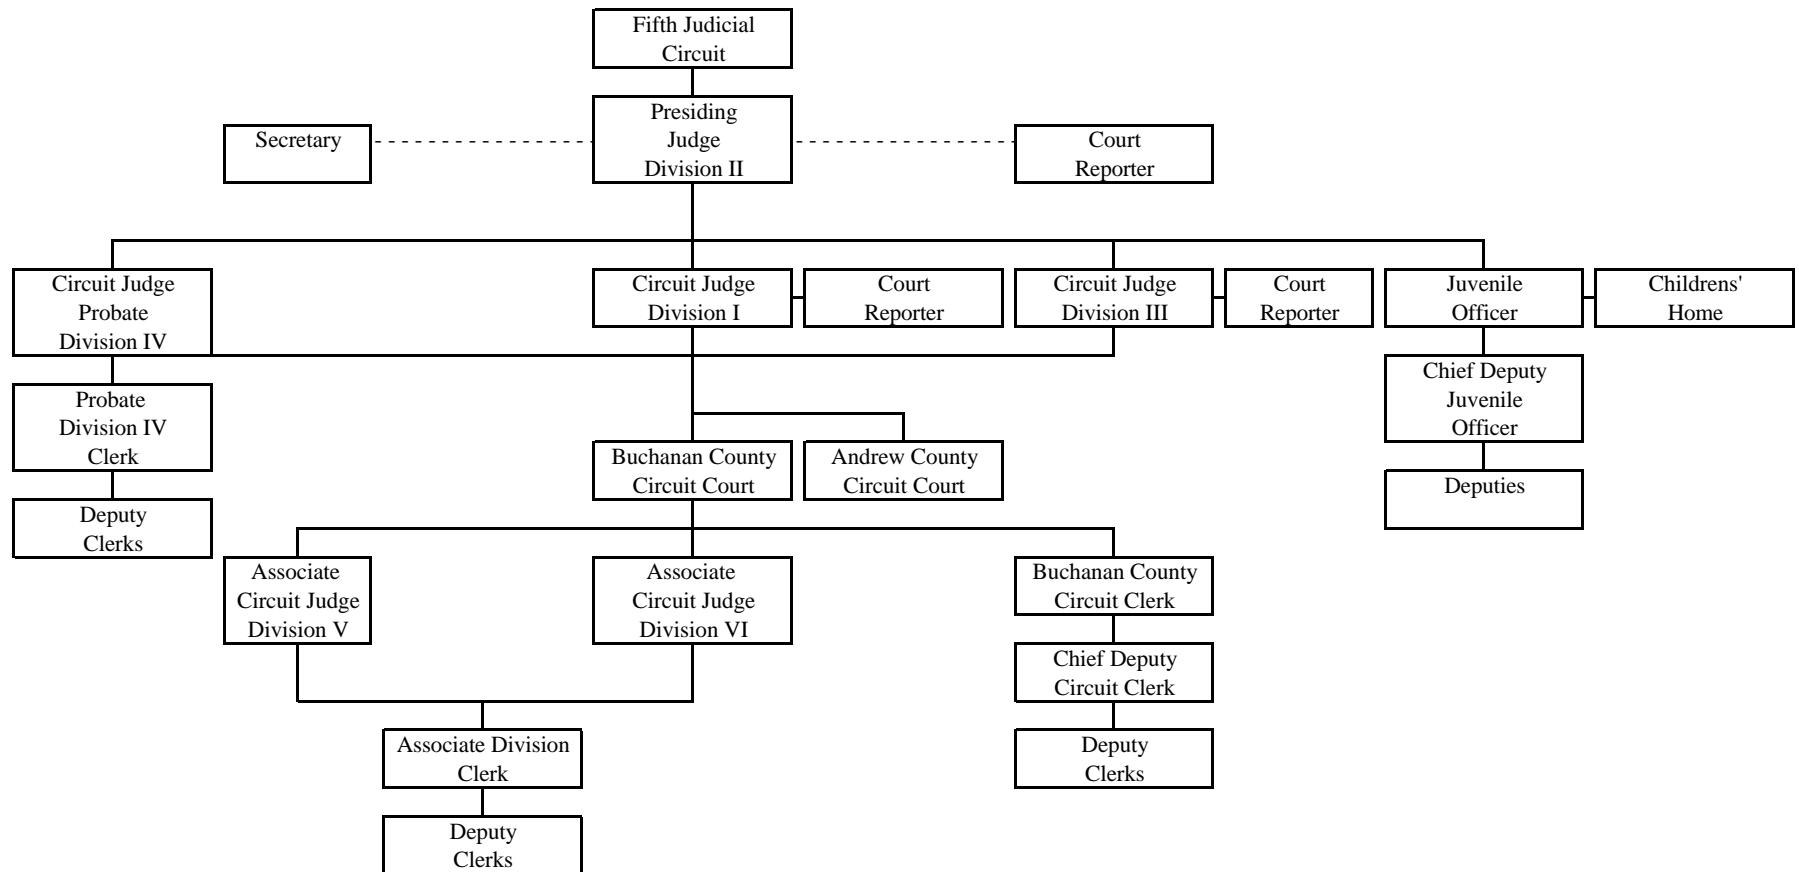 Fifth Judicial
Circuit
Presiding
Judge
Division II
Secretary
Court
Reporter
Circuit Judge
Probate
Division IV
Circuit Judge
Division I
Court
Reporter
Circuit Judge
Division III
Court
Reporter
Juvenile
Officer
Childrens'
Home
Chief Deputy
Juvenile
Officer
Probate
Division IV
Clerk
Buchanan County
Circuit Court
Andrew County
Circuit Court
Deputies
Deputy
Clerks
Associate
Circuit Judge
Division V
Associate
Circuit Judge
Division VI
Buchanan County
Circuit Clerk
Chief Deputy
Circuit Clerk
Associate Division
Clerk
Deputy
Clerks
Deputy
Clerks